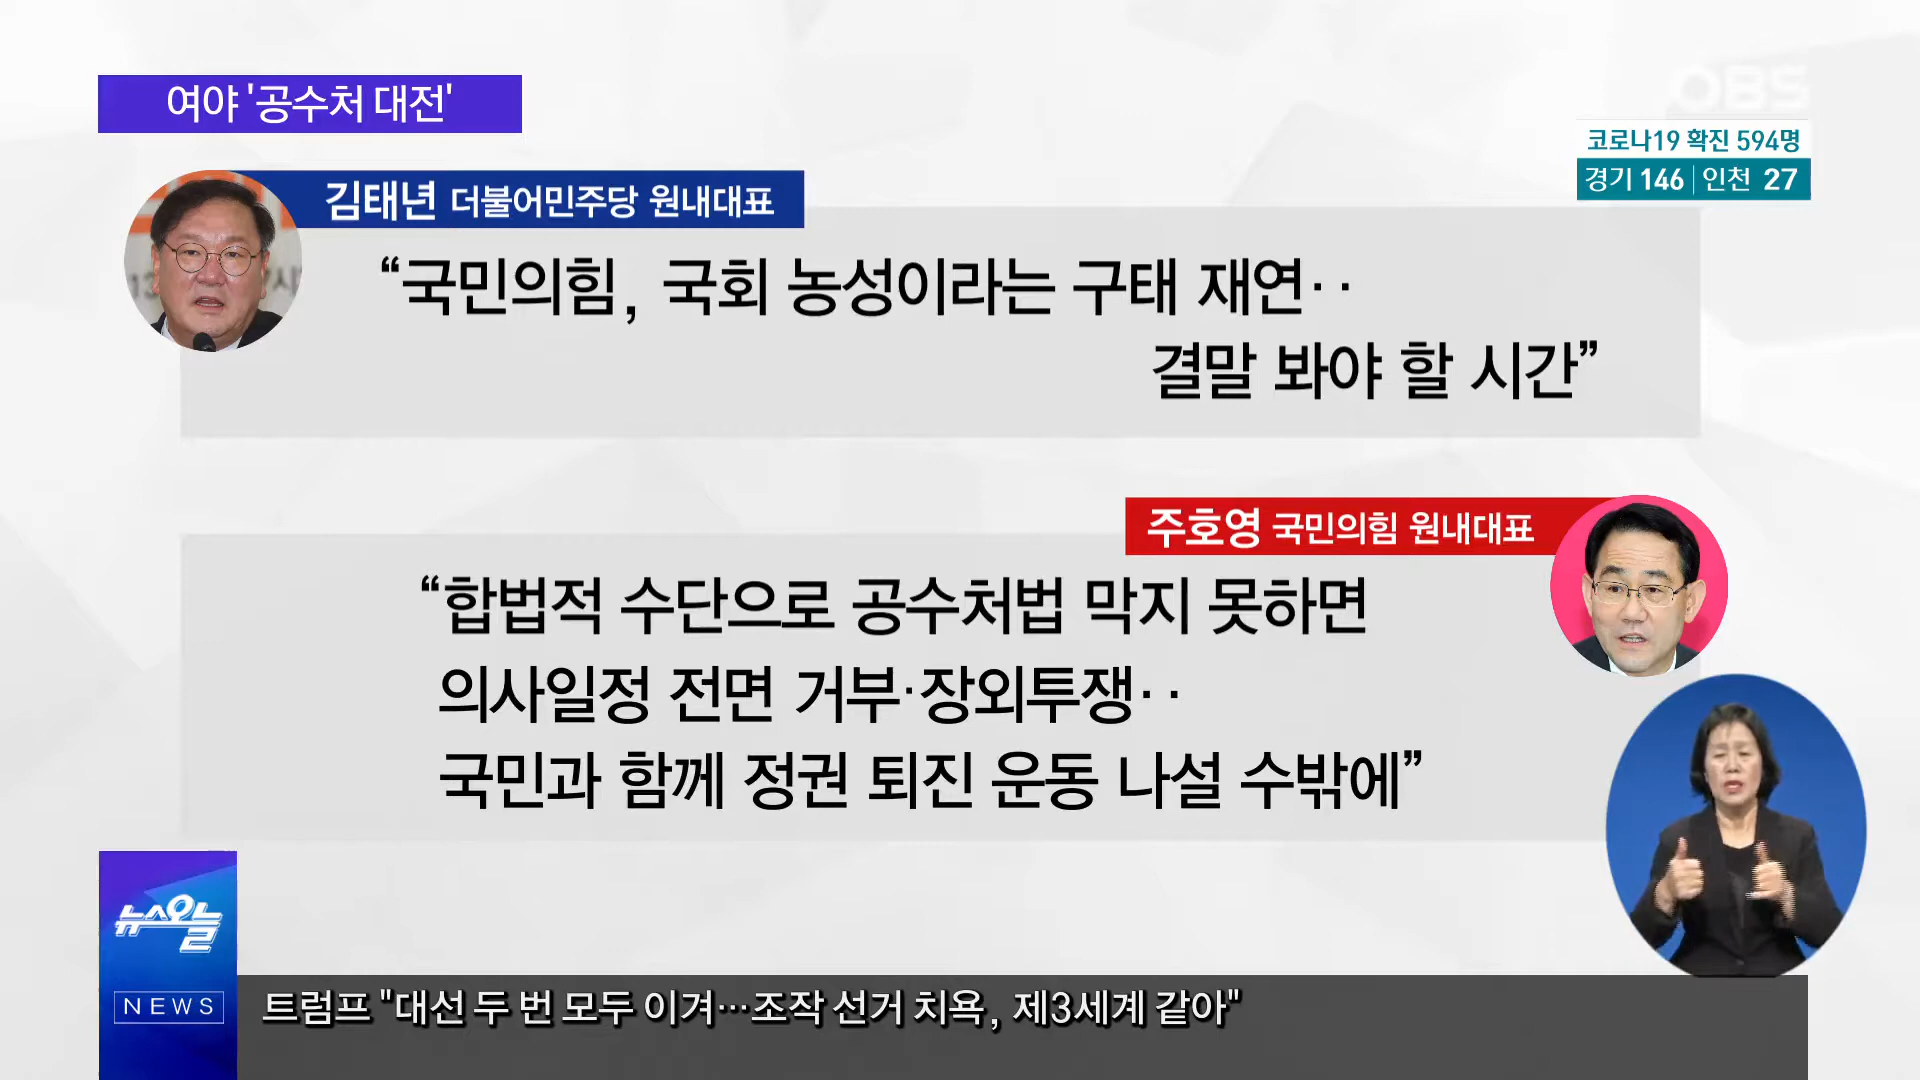 여야 '공수처 대전'
OBS
코로나19 확진 594명
경기 146 인천 27
김태년 더불어민주당 원내대표
“국민의힘, 국회 농성이라는 구태 재연··
결말 봐야 할 시간”
주호영 국민의힘 원내대표
“합법적 수단으로 공수처법 막지 못하면
의사일정 전면 거부·장외투쟁··
국민과 함께 정권 퇴진 운동 나설 수밖에”
뉴스오늘
NEWS
트럼프 "대선 두 번 모두 이겨…조작 선거 치욕, 제3세계 같아"